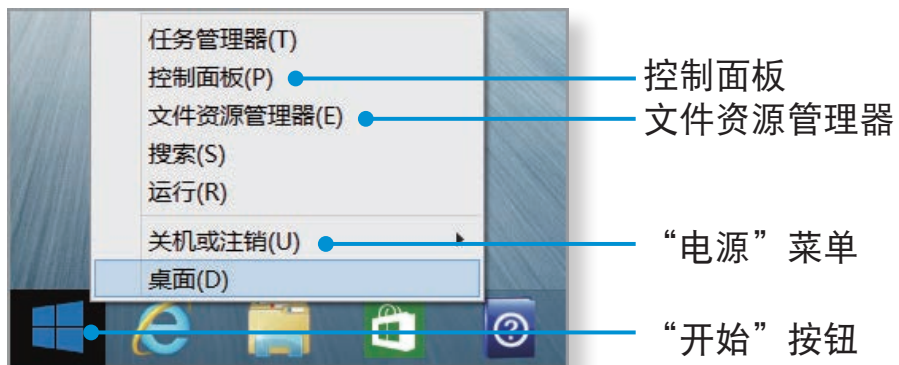 任务管理器(T)
控制面板(P)
控制面板
文件资源管理器(E)
文件资源管理器
搜索(S)
运行(R)
关机或注销(U)
“电源”菜单
桌面(D)
“开始”按钮